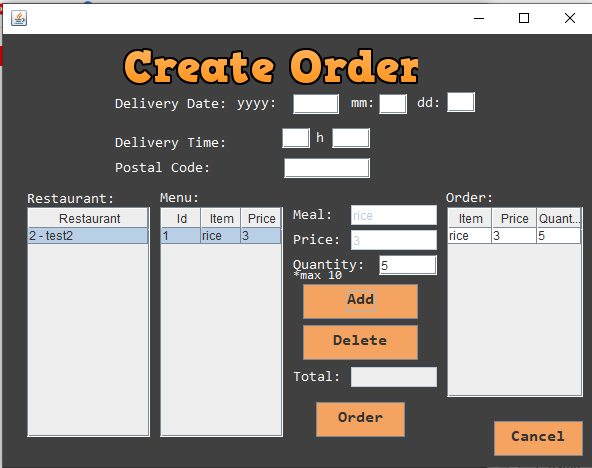 Create Order
Delivery Date: yyyy: mm: dd:
Delivery Time: h
Postal Code:
Restaurant:
Restaurant
2 - test2
Menu:
Id Item Price
1 rice 3
Meal: rice
Price: 3
Quantity: 5
*max 10
Add
Delete
Total:
Order
Order:
Item Price Quant...
rice 3 5
Cancel